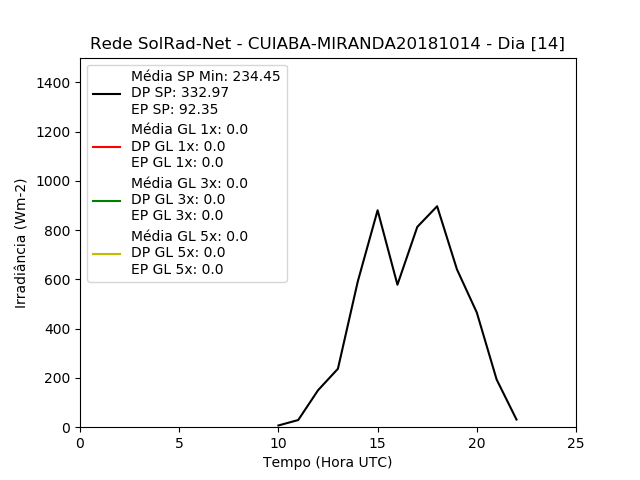 Rede SolRad-Net - CUIABA-MIRANDA20181014 - Dia [14]
Média SP Min: 234.45
DP SP: 332.97
EP SP: 92.35
Média GL 1x: 0.0
DP GL 1x: 0.0
EP GL 1x: 0.0
Média GL 3x: 0.0
DP GL 3x: 0.0
EP GL 3x: 0.0
Média GL 5x: 0.0
DP GL 5x: 0.0
EP GL 5x: 0.0
Irradiância (Wm-2)
1400
1200
1000
800
600
400
200
0
0 5 10 15 20 25
Tempo (Hora UTC)